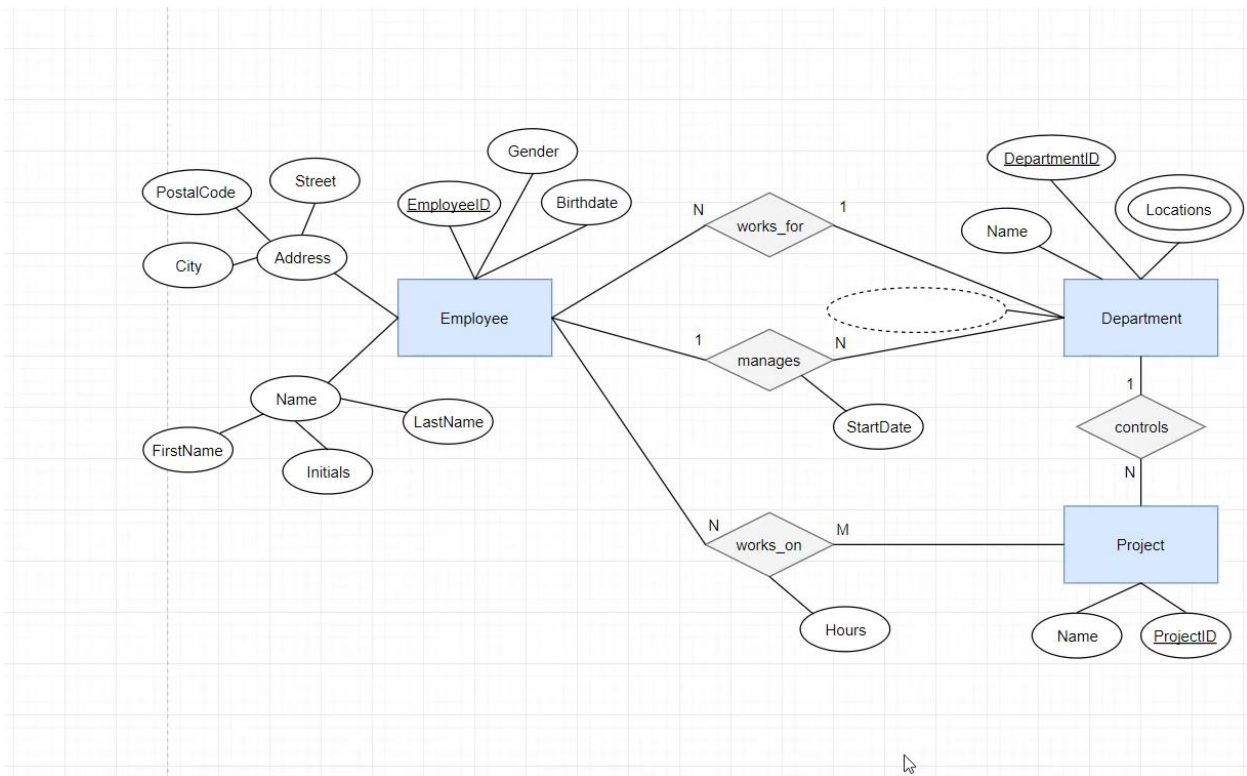 Gender
DepartmentID
Street
PostalCode
EmployeeID
Birthdate
Locations
N
works_for
1
Name
City
Address
Employee
Department
1
manages
N
1
Name
StartDate
controls
LastName
FirstName
Initials
N
N
works_on
M
Project
Hours
Name
ProjectID